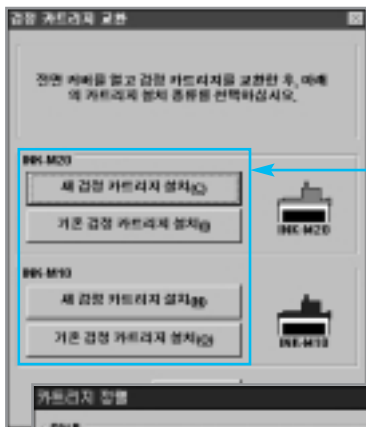 검정 카트리지 교환
전면 커버를 열고 검정 카트리지를 교환한 후, 아래
의 카트리지 설치 종류를 선택하십시오.
INK-M20
새 검정 카트리지 설치(C)
기존 검정 카트리지 설치
INK-M20
INK-M10
새 검정 카트리지 설치(N)
기존 검정 카트리지 설치(O)
INK-M10
카트리지 정렬